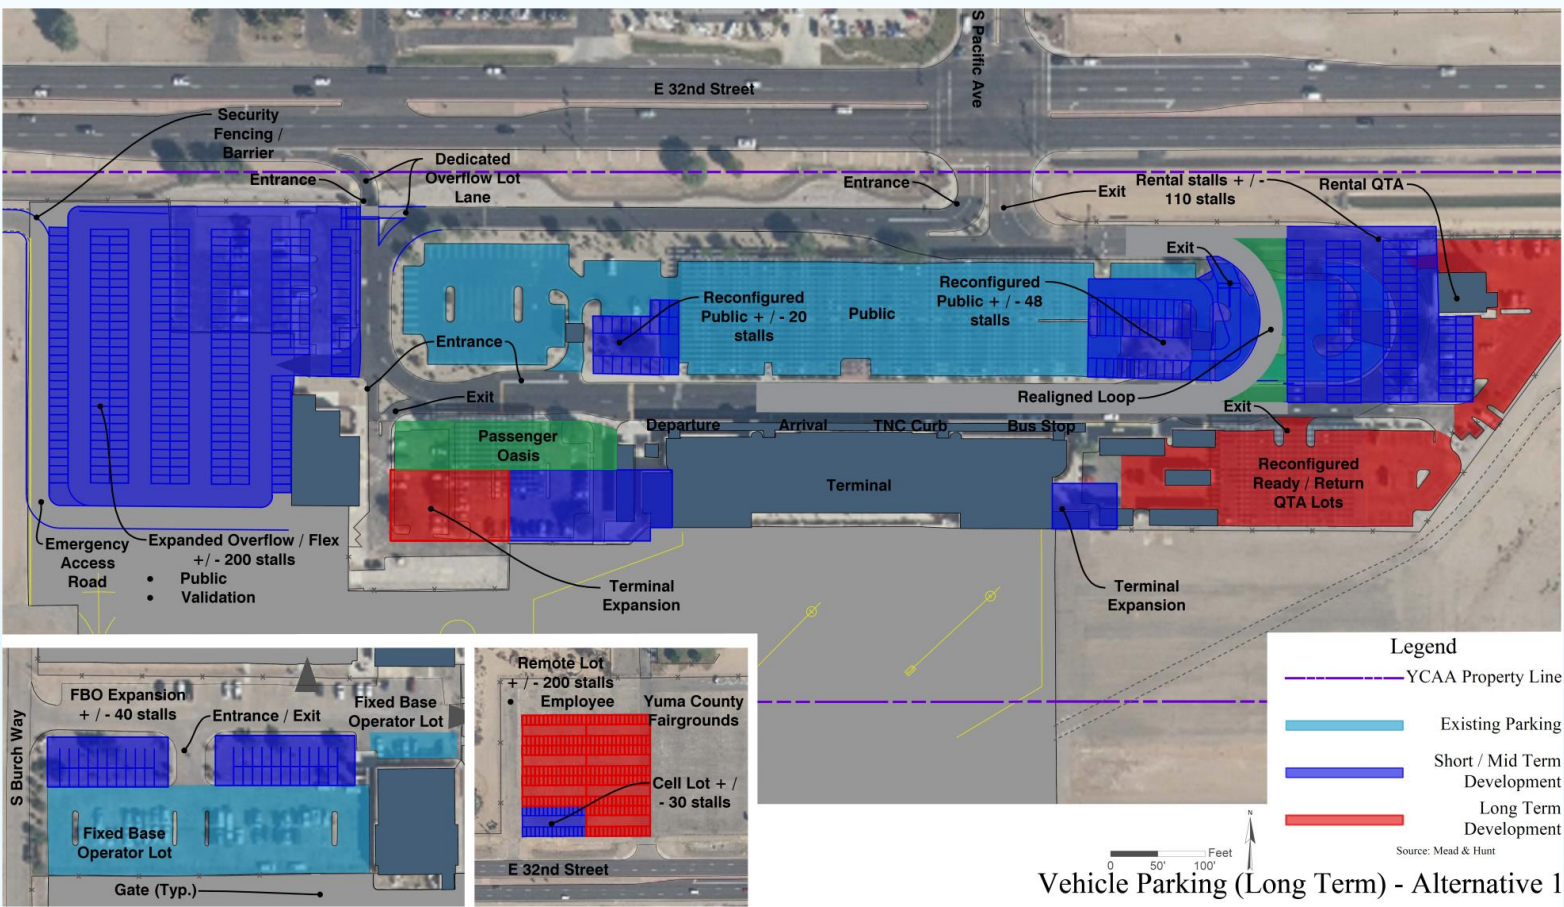 S Pacific Ave
E 32nd Street
Security
Fencing /
Barrier
Dedicated
Overflow Lot
Lane
Entrance
Entrance
Exit
Rental stalls + / -
110 stalls
Rental QTA
Exit
Reconfigured
Public + / - 20
stalls
Public
Reconfigured
Public + / - 48
stalls
Entrance
Exit
Realigned Loop
Exit
Departure
Arrival
TNC Curb
Bus Stop
Passenger
Oasis
Terminal
Reconfigured
Ready / Return
QTA Lots
Emergency
Access
Road
Expanded Overflow / Flex
+ / - 200 stalls
• Public
• Validation
Terminal
Expansion
Terminal
Expansion
S Burch Way
FBO Expansion
+ / - 40 stalls
Entrance / Exit
Fixed Base
Operator Lot
Fixed Base
Operator Lot
Gate (Typ.)
Remote Lot
+ / - 200 stalls
• Employee
Yuma County
Fairgrounds
Cell Lot + /
- 30 stalls
E 32nd Street
Legend
YCAA Property Line
Existing Parking
Short / Mid Term
Development
Long Term
Development
Source: Mead & Hunt
N
Feet
0 50' 100'
Vehicle Parking (Long Term) - Alternative 1